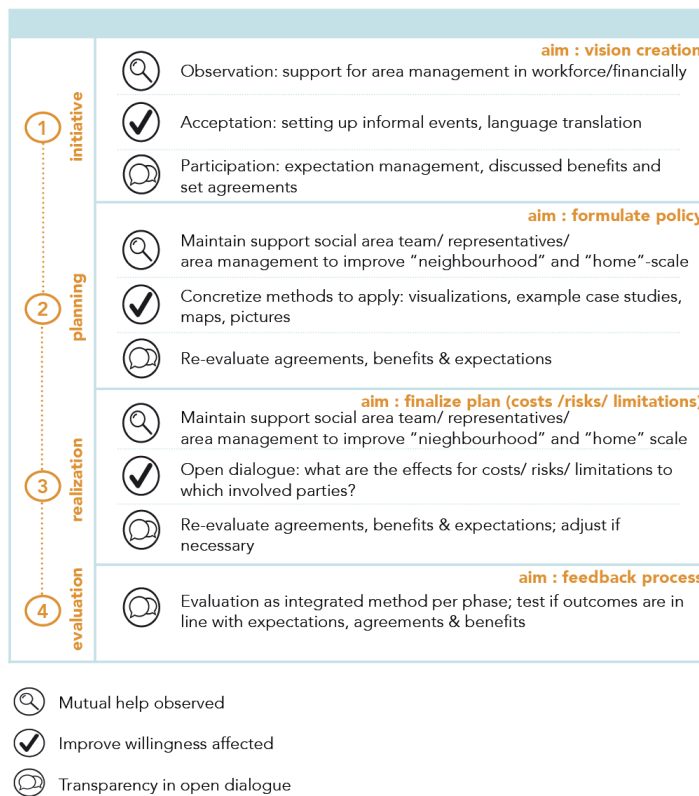 aim : vision creation
1
initiative
Observation: support for area management in workforce/financially
Acceptation: setting up informal events, language translation
Participation: expectation management, discussed benefits and
set agreements
aim : formulate policy
2
planning
Maintain support social area team/ representatives/
area management to improve “neighbourhood” and “home”-scale
Concretize methods to apply: visualizations, example case studies,
maps, pictures
Re-evaluate agreements, benefits & expectations
aim : finalize plan (costs /risks/ limitations)
3
realization
Maintain support social area team/ representatives/
area management to improve “nieghbourhood” and “home” scale
Open dialogue: what are the effects for costs/ risks/ limitations to
which involved parties?
Re-evaluate agreements, benefits & expectations; adjust if
necessary
aim : feedback process
4
evaluation
Evaluation as integrated method per phase; test if outcomes are in
line with expectations, agreements & benefits
Mutual help observed
Improve willingness affected
Transparency in open dialogue